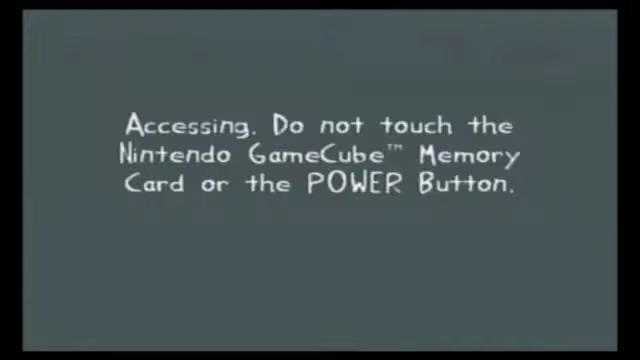 Accessing. Do not touch the
Nintendo GameCube™ Memory
Card or the POWER Button.